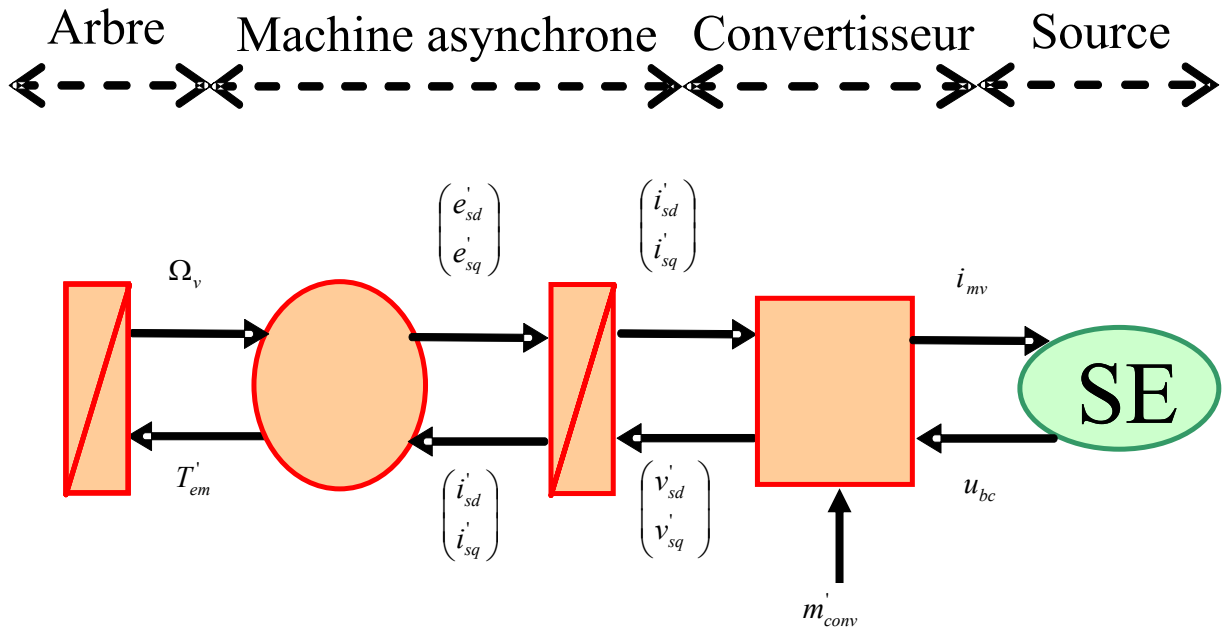 Arbre
Machine asynchrone
Convertisseur
Source
e'sd
e'sq
i'sd
i'sq
Ωv
imv
SE
T'em
i'sd
i'sq
v'sd
v'sq
ubc
m'conv